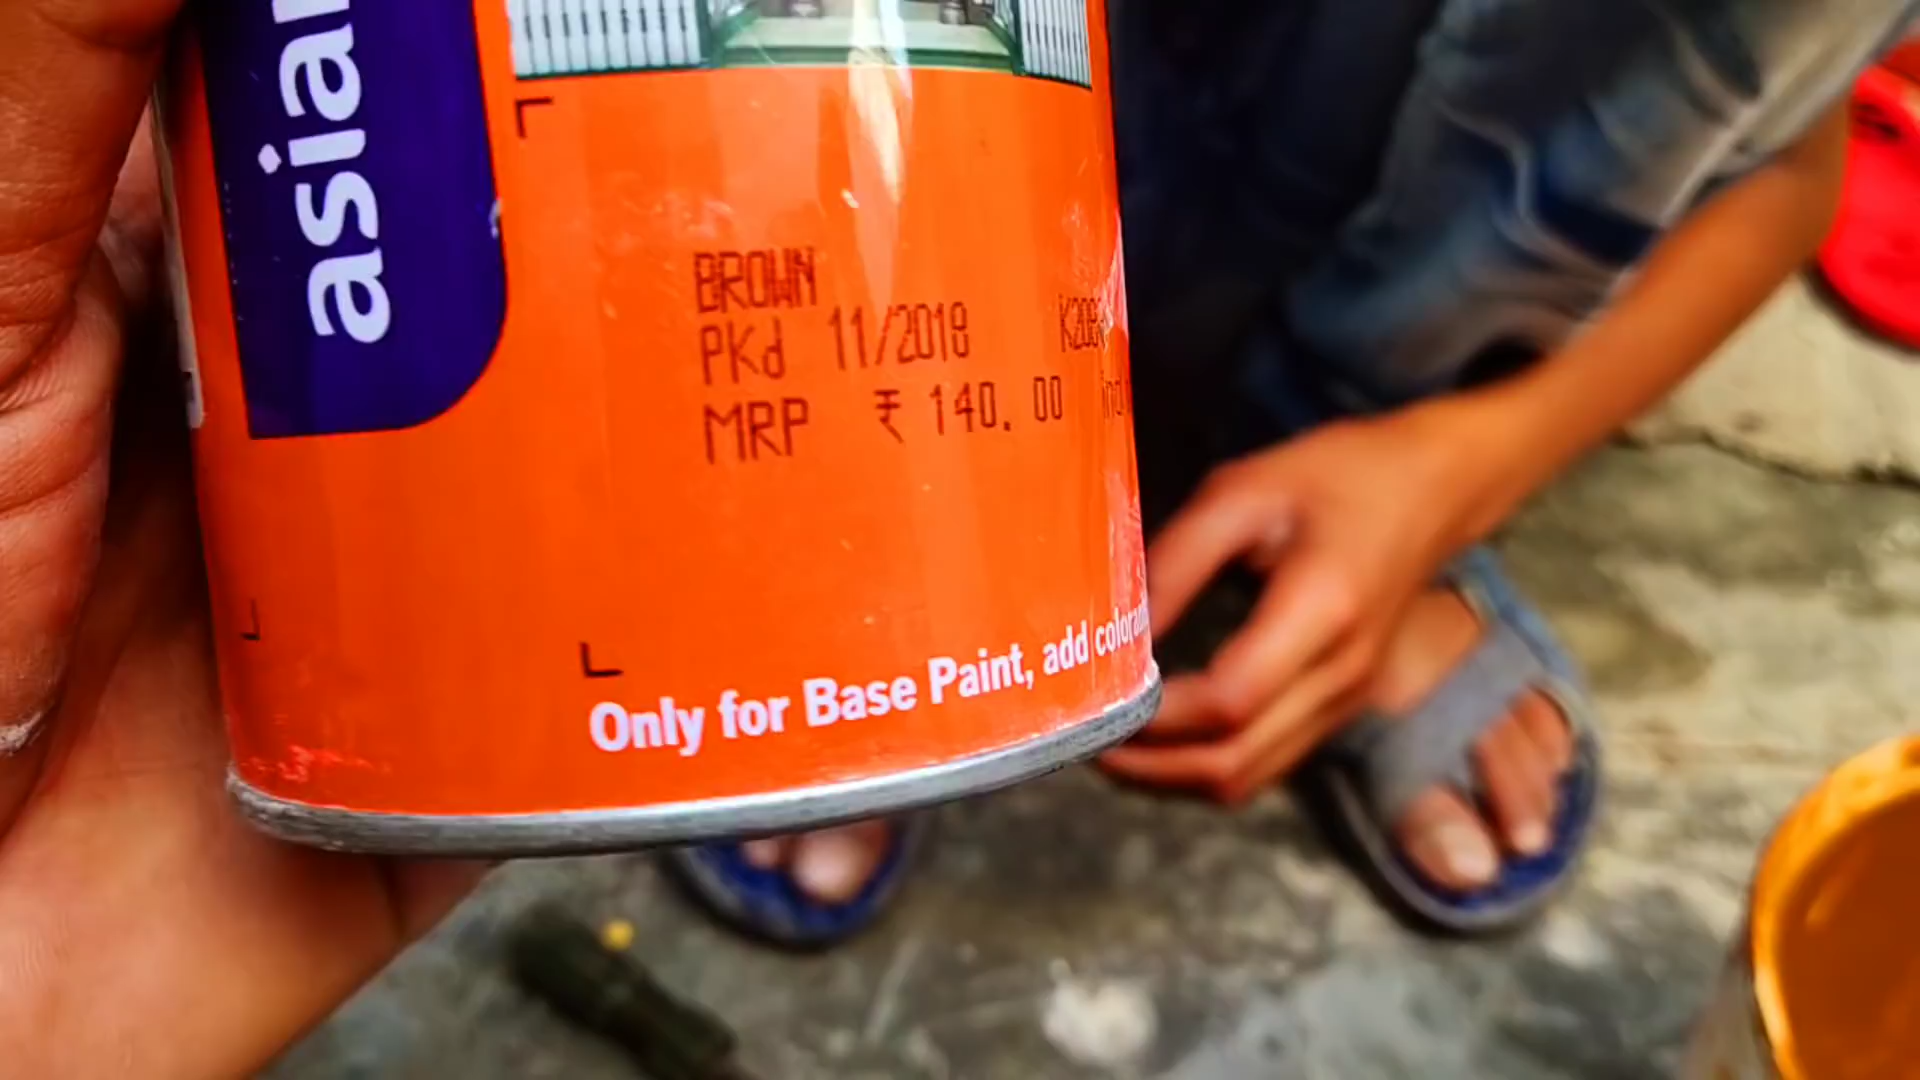 asian
BROWN
PKd 11/2018
MRP ₹ 140. 00
Only for Base Paint, add